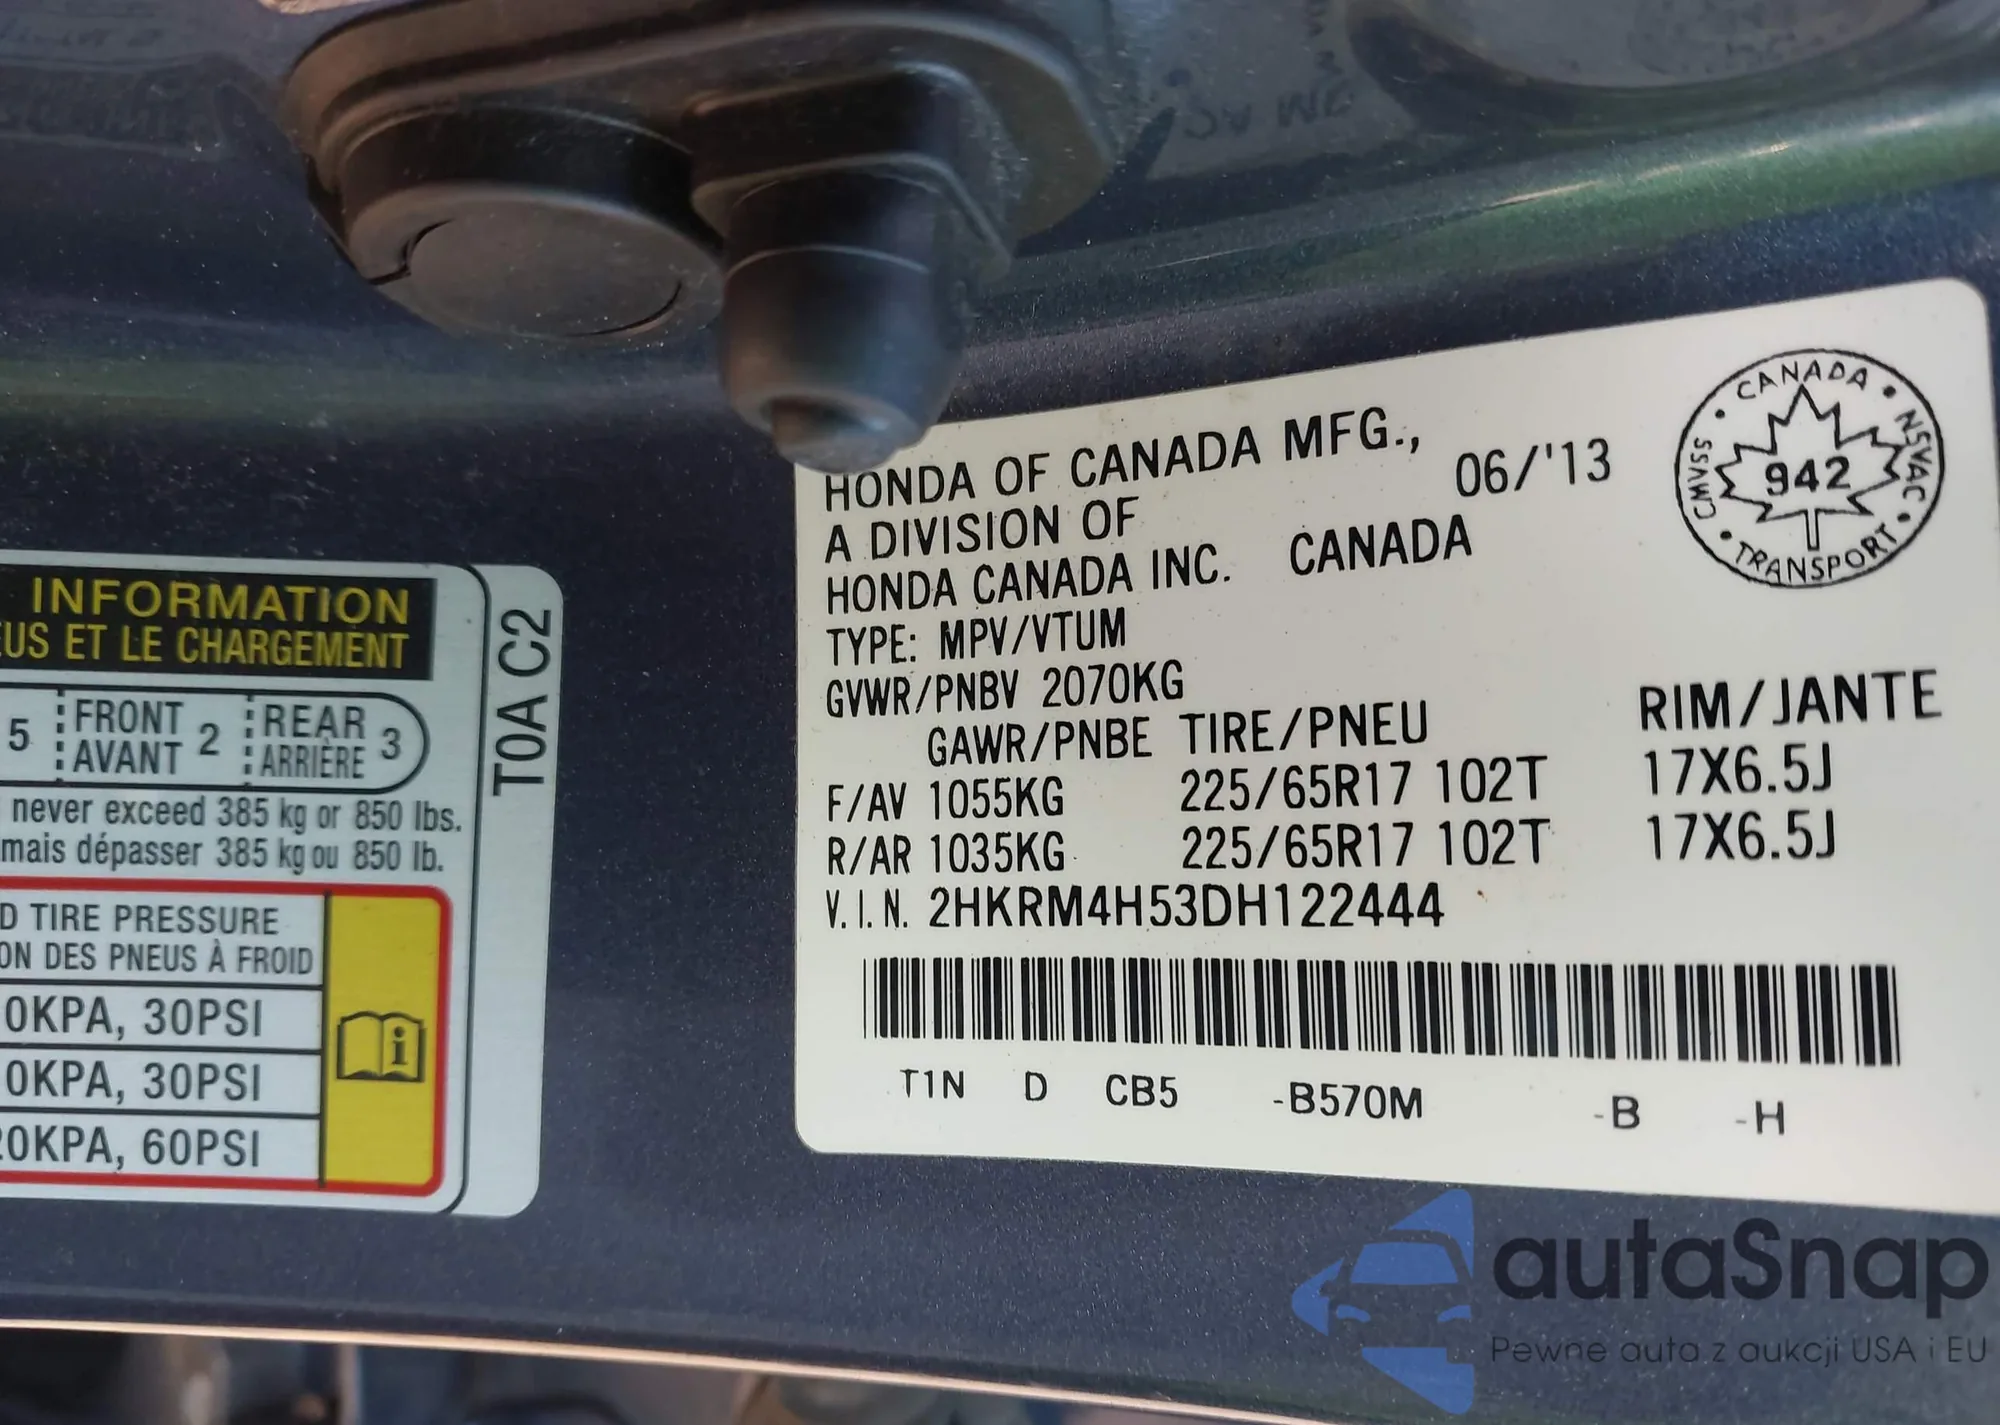 INFORMATION
EUS ET LE CHARGEMENT
5 FRONT AVANT 2 REAR ARRIÈRE 3
never exceed 385 kg or 850 lbs.
mais dépasser 385 kg ou 850 lb.
D TIRE PRESSURE
ON DES PNEUS À FROID
0KPA, 30PSI
0KPA, 30PSI
20KPA, 60PSI
T0A C2
HONDA OF CANADA MFG., 06/'13
A DIVISION OF
HONDA CANADA INC. CANADA
TYPE: MPV/VTUM
GVWR/PNBV 2070KG
GAWR/PNBE TIRE/PNEU RIM/JANTE
F/AV 1055KG 225/65R17 102T 17X6.5J
R/AR 1035KG 225/65R17 102T 17X6.5J
V.I.N. 2HKRM4H53DH122444
T1N D CB5 -B570M -B -H
CANADA • NSVAC • TRANSPORT • CMVSS •
942
autaSnap
Pewne auta z aukcji USA i EU